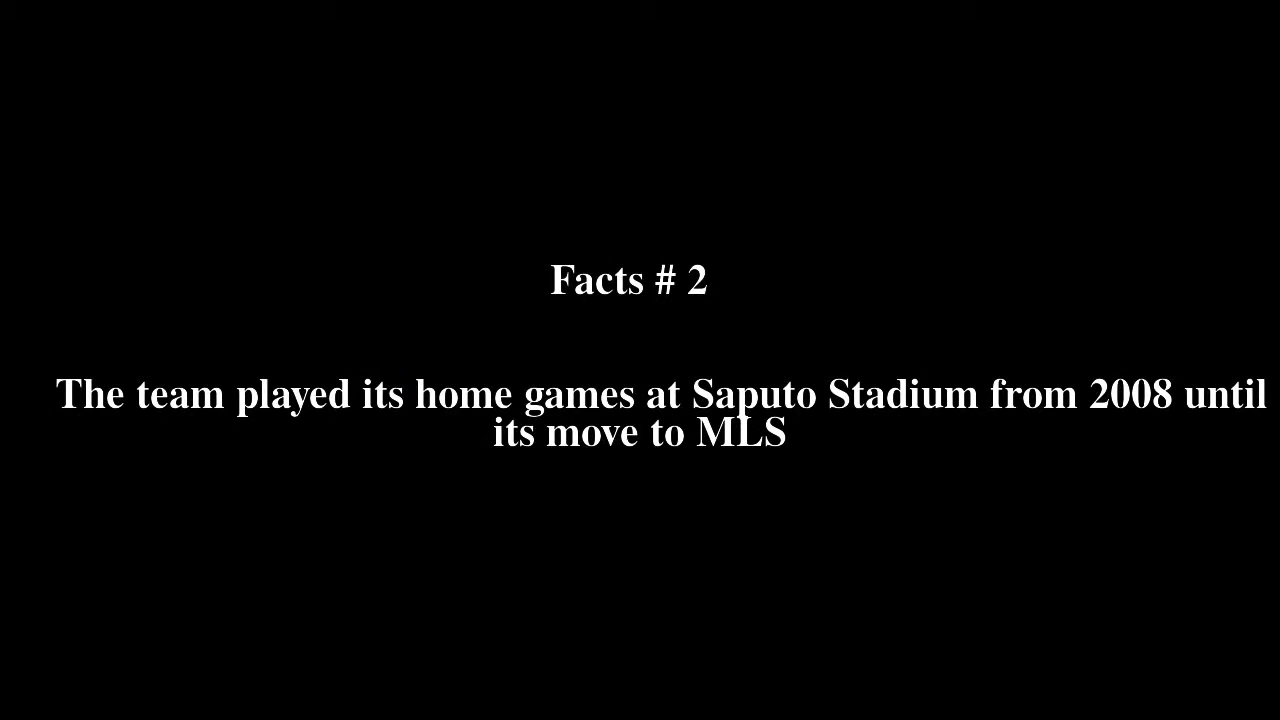 Facts # 2
The team played its home games at Saputo Stadium from 2008 until
its move to MLS